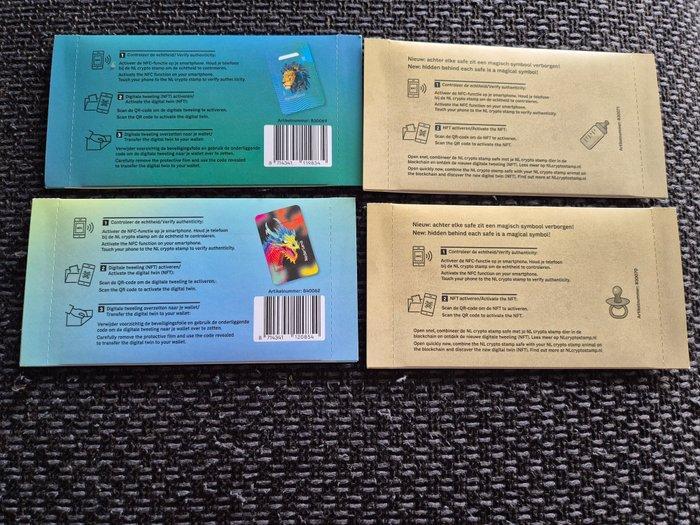 1 Controleer de echtheid/Verify authenticity:
Activeer de NFC-functie op je smartphone. Houd je telefoon
bij de NL crypto stamp om de echtheid te controleren.
Activate the NFC function on your smartphone.
Touch your phone to the NL crypto stamp to verify authenticity.
2 Digitale tweeling (NFT) activeren/
Activate the digital twin (NFT):
Scan de QR-code om de digitale tweeling te activeren.
Scan the QR code to activate the digital twin.
3 Digitale tweeling overzetten naar je wallet/
Transfer the digital twin to your wallet:
Verwijder voorzichtig de beveiligingsfolie en gebruik de onderliggende
code om de digitale tweeling naar je wallet over te zetten.
Carefully remove the protective film and use the code revealed
to transfer the digital twin to your wallet.
Artikelnummer: 830069
8 714341 119834
Nieuw: achter elke safe zit een magisch symbool verborgen!
New: hidden behind each safe is a magical symbol!
1 Controleer de echtheid/Verify authenticity:
Activeer de NFC-functie op je smartphone. Houd je telefoon
bij de NL crypto stamp om de echtheid te controleren.
Activate the NFC function on your smartphone.
Touch your phone to the NL crypto stamp to verify authenticity.
2 NFT activeren/Activate the NFT:
Scan de QR-code om de NFT te activeren.
Scan the QR code to activate the NFT.
Open snel, combineer de NL crypto stamp safe met je NL crypto stamp dier in de
blockchain en ontdek de nieuwe digitale tweeling (NFT). Lees meer op NLcryptostamp.nl
Open quickly now, combine the NL crypto stamp safe with your NL crypto stamp animal on
the blockchain and discover the new digital twin (NFT). Find out more at NLcryptostamp.nl
Artikelnummer: 830071
1 Controleer de echtheid/Verify authenticity:
Activeer de NFC-functie op je smartphone. Houd je telefoon
bij de NL crypto stamp om de echtheid te controleren.
Activate the NFC function on your smartphone.
Touch your phone to the NL crypto stamp to verify authenticity.
2 Digitale tweeling (NFT) activeren/
Activate the digital twin (NFT):
Scan de QR-code om de digitale tweeling te activeren.
Scan the QR code to activate the digital twin.
3 Digitale tweeling overzetten naar je wallet/
Transfer the digital twin to your wallet:
Verwijder voorzichtig de beveiligingsfolie en gebruik de onderliggende
code om de digitale tweeling naar je wallet over te zetten.
Carefully remove the protective film and use the code revealed
to transfer the digital twin to your wallet.
Artikelnummer: 840062
8 714341 120854
Nieuw: achter elke safe zit een magisch symbool verborgen!
New: hidden behind each safe is a magical symbol!
1 Controleer de echtheid/Verify authenticity:
Activeer de NFC-functie op je smartphone. Houd je telefoon
bij de NL crypto stamp om de echtheid te controleren.
Activate the NFC function on your smartphone.
Touch your phone to the NL crypto stamp to verify authenticity.
2 NFT activeren/Activate the NFT:
Scan de QR-code om de NFT te activeren.
Scan the QR code to activate the NFT.
Open snel, combineer de NL crypto stamp safe met je NL crypto stamp dier in de
blockchain en ontdek de nieuwe digitale tweeling (NFT). Lees meer op NLcryptostamp.nl
Open quickly now, combine the NL crypto stamp safe with your NL crypto stamp animal on
the blockchain and discover the new digital twin (NFT). Find out more at NLcryptostamp.nl
Artikelnummer: 830070